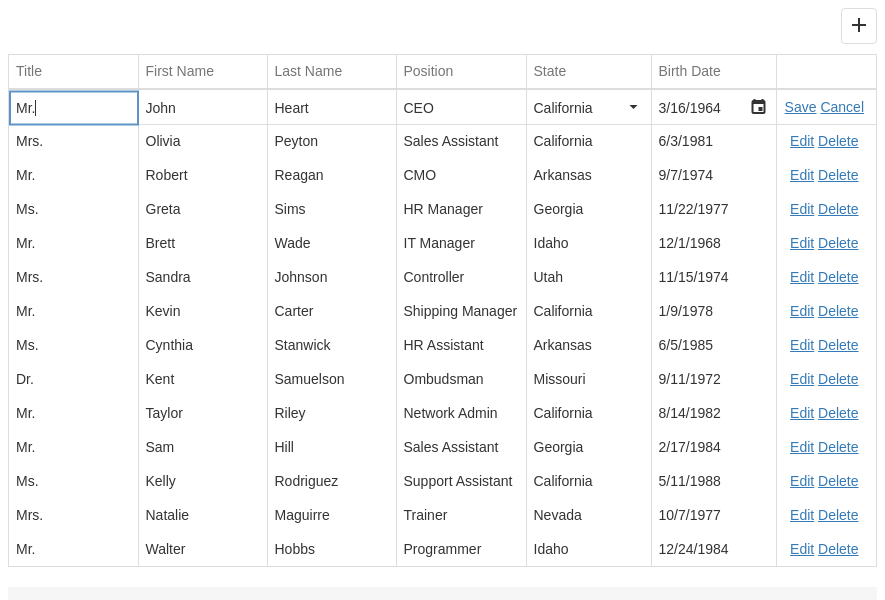 Title First Name Last Name Position State Birth Date
Mr. John Heart CEO California 3/16/1964 Save Cancel
Mrs. Olivia Peyton Sales Assistant California 6/3/1981 Edit Delete
Mr. Robert Reagan CMO Arkansas 9/7/1974 Edit Delete
Ms. Greta Sims HR Manager Georgia 11/22/1977 Edit Delete
Mr. Brett Wade IT Manager Idaho 12/1/1968 Edit Delete
Mrs. Sandra Johnson Controller Utah 11/15/1974 Edit Delete
Mr. Kevin Carter Shipping Manager California 1/9/1978 Edit Delete
Ms. Cynthia Stanwick HR Assistant Arkansas 6/5/1985 Edit Delete
Dr. Kent Samuelson Ombudsman Missouri 9/11/1972 Edit Delete
Mr. Taylor Riley Network Admin California 8/14/1982 Edit Delete
Mr. Sam Hill Sales Assistant Georgia 2/17/1984 Edit Delete
Ms. Kelly Rodriguez Support Assistant California 5/11/1988 Edit Delete
Mrs. Natalie Maguirre Trainer Nevada 10/7/1977 Edit Delete
Mr. Walter Hobbs Programmer Idaho 12/24/1984 Edit Delete